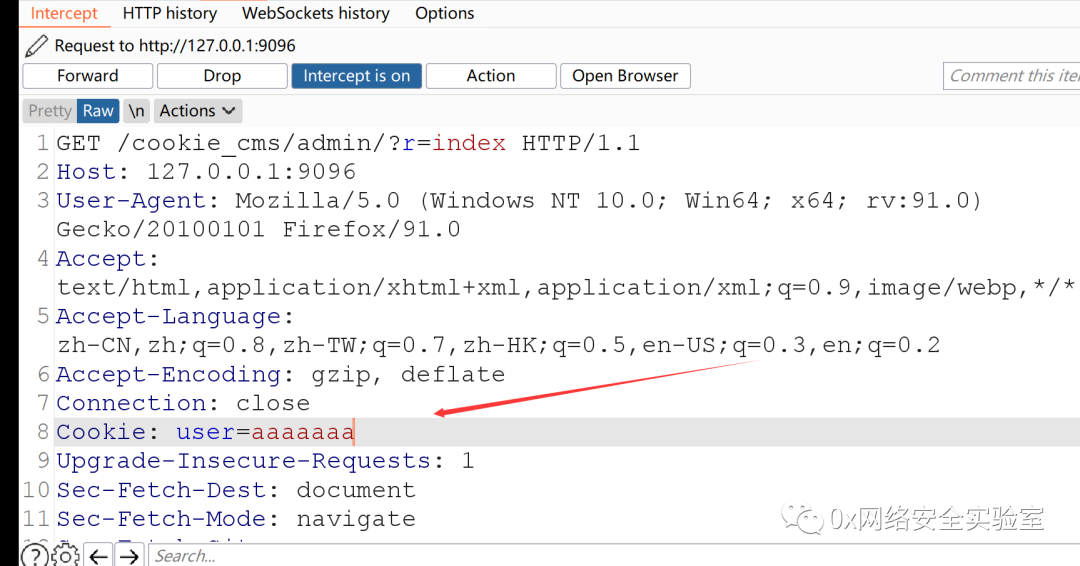 Intercept HTTP history WebSockets history Options
Request to http://127.0.0.1:9096
Forward Drop Intercept is on Action Open Browser Comment this
Pretty Raw \n Actions
1 GET /cookie_cms/admin/?r=index HTTP/1.1
2 Host: 127.0.0.1:9096
3 User-Agent: Mozilla/5.0 (Windows NT 10.0; Win64; x64; rv:91.0)
Gecko/20100101 Firefox/91.0
4 Accept:
text/html,application/xhtml+xml,application/xml;q=0.9,image/webp,*/*
5 Accept-Language:
zh-CN,zh;q=0.8,zh-TW;q=0.7,zh-HK;q=0.5,en-US;q=0.3,en;q=0.2
6 Accept-Encoding: gzip, deflate
7 Connection: close
8 Cookie: user=aaaaaaa
9 Upgrade-Insecure-Requests: 1
10 Sec-Fetch-Dest: document
11 Sec-Fetch-Mode: navigate
0x网络安全实验室
? Search...